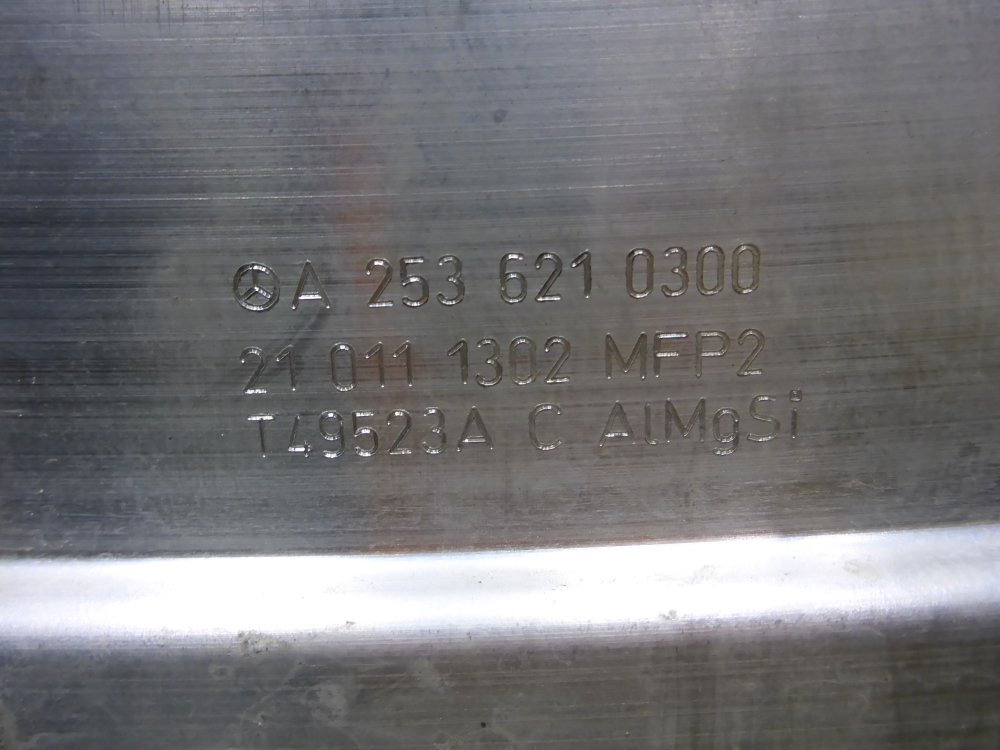 A 253 621 0300
21 011 1302 MFP2
T49523A C AlMgSi